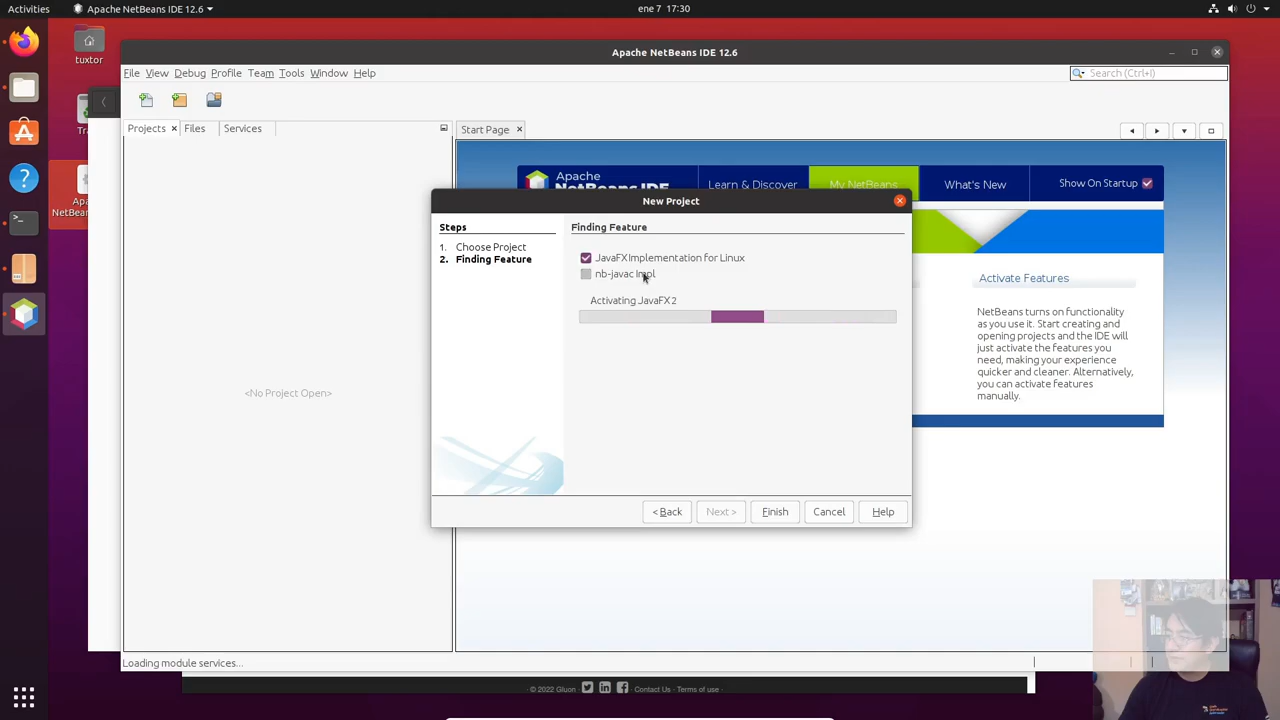 Activities
Apache NetBeans IDE 12.6
ene 7 17:30
tuxtor
Apache NetBeans IDE 12.6
File View Debug Profile Team Tools Window Help
Search (Ctrl+I)
Projects Files Services
Start Page
Apache
NetBeans IDE
Learn & Discover
My NetBeans
What's New
Show On Startup
New Project
Steps
1. Choose Project
2. Finding Feature
Finding Feature
JavaFX Implementation for Linux
nb-javac Impl
Activating JavaFX 2
Activate Features
NetBeans turns on functionality
as you use it. Start creating and
opening projects and the IDE will
just activate the features you
need, making your experience
quicker and cleaner. Alternatively,
you can activate features
manually.
<No Project Open>
< Back Next > Finish Cancel Help
Loading module services...
· © 2022 Gluon · · Contact Us · Terms of use ·